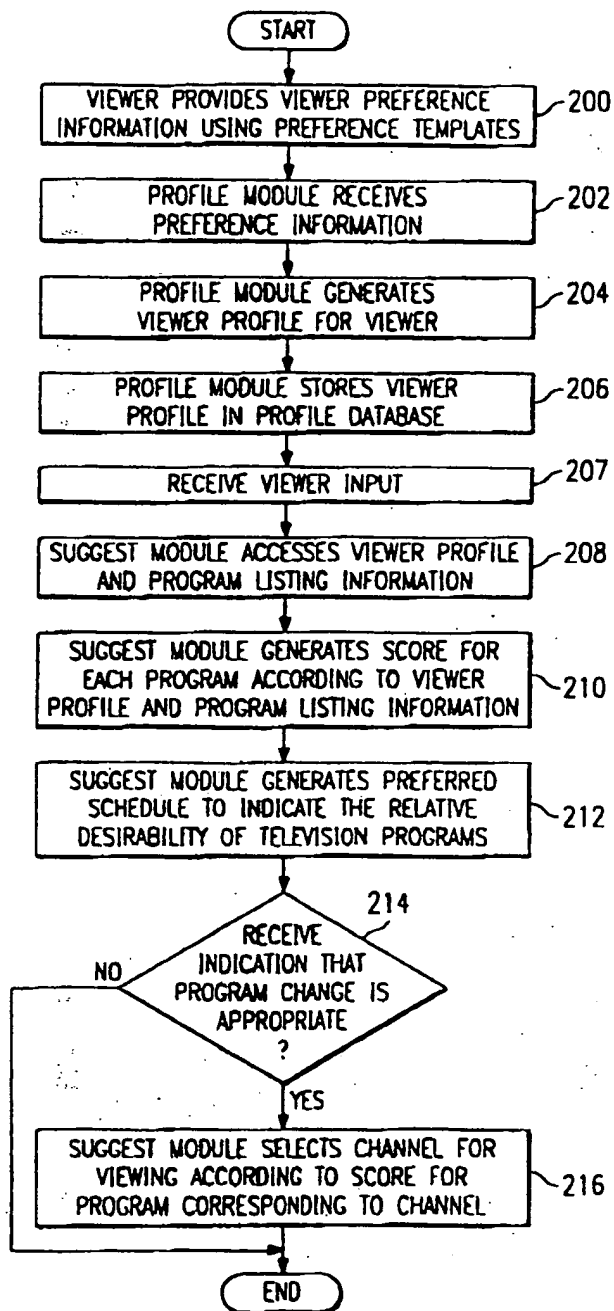 START
VIEWER PROVIDES VIEWER PREFERENCE
INFORMATION USING PREFERENCE TEMPLATES
200
PROFILE MODULE RECEIVES
PREFERENCE INFORMATION
202
PROFILE MODULE GENERATES
VIEWER PROFILE FOR VIEWER
204
PROFILE MODULE STORES VIEWER
PROFILE IN PROFILE DATABASE
206
RECEIVE VIEWER INPUT
207
SUGGEST MODULE ACCESSES VIEWER PROFILE
AND PROGRAM LISTING INFORMATION
208
SUGGEST MODULE GENERATES SCORE FOR
EACH PROGRAM ACCORDING TO VIEWER
PROFILE AND PROGRAM LISTING INFORMATION
210
SUGGEST MODULE GENERATES PREFERRED
SCHEDULE TO INDICATE THE RELATIVE
DESIRABILITY OF TELEVISION PROGRAMS
212
214
RECEIVE
INDICATION THAT
PROGRAM CHANGE IS
APPROPRIATE
?
NO
YES
SUGGEST MODULE SELECTS CHANNEL FOR
VIEWING ACCORDING TO SCORE FOR
PROGRAM CORRESPONDING TO CHANNEL
216
END